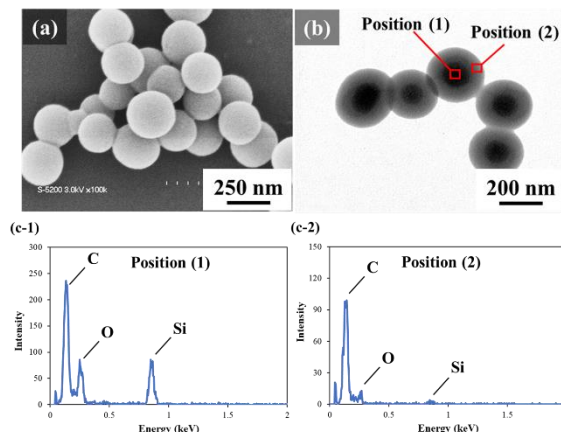 (a)
S-5200 3.0kV x100k
250 nm
(b)
Position (1)
Position (2)
200 nm
(c-1)
Position (1)
C
O
Si
Intensity
300
250
200
150
100
50
0
0
0.5
1
1.5
2
Energy (keV)
(c-2)
Position (2)
C
O
Si
Intensity
150
120
90
60
30
0
0
0.5
1
1.5
2
Energy (keV)